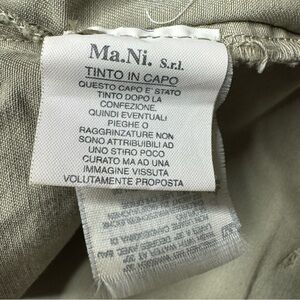 Ma.Ni. S.r.l.
TINTO IN CAPO
QUESTO CAPO E' STATO
TINTO DOPO LA
CONFEZIONE,
QUINDI EVENTUALI
PIEGHE O
RAGGRINZATURE NON
SONO ATTRIBUIBILI AD
UNO STIRO POCO
CURATO MA AD UNA
IMMAGINE VISSUTA
VOLUTAMENTE PROPOSTA